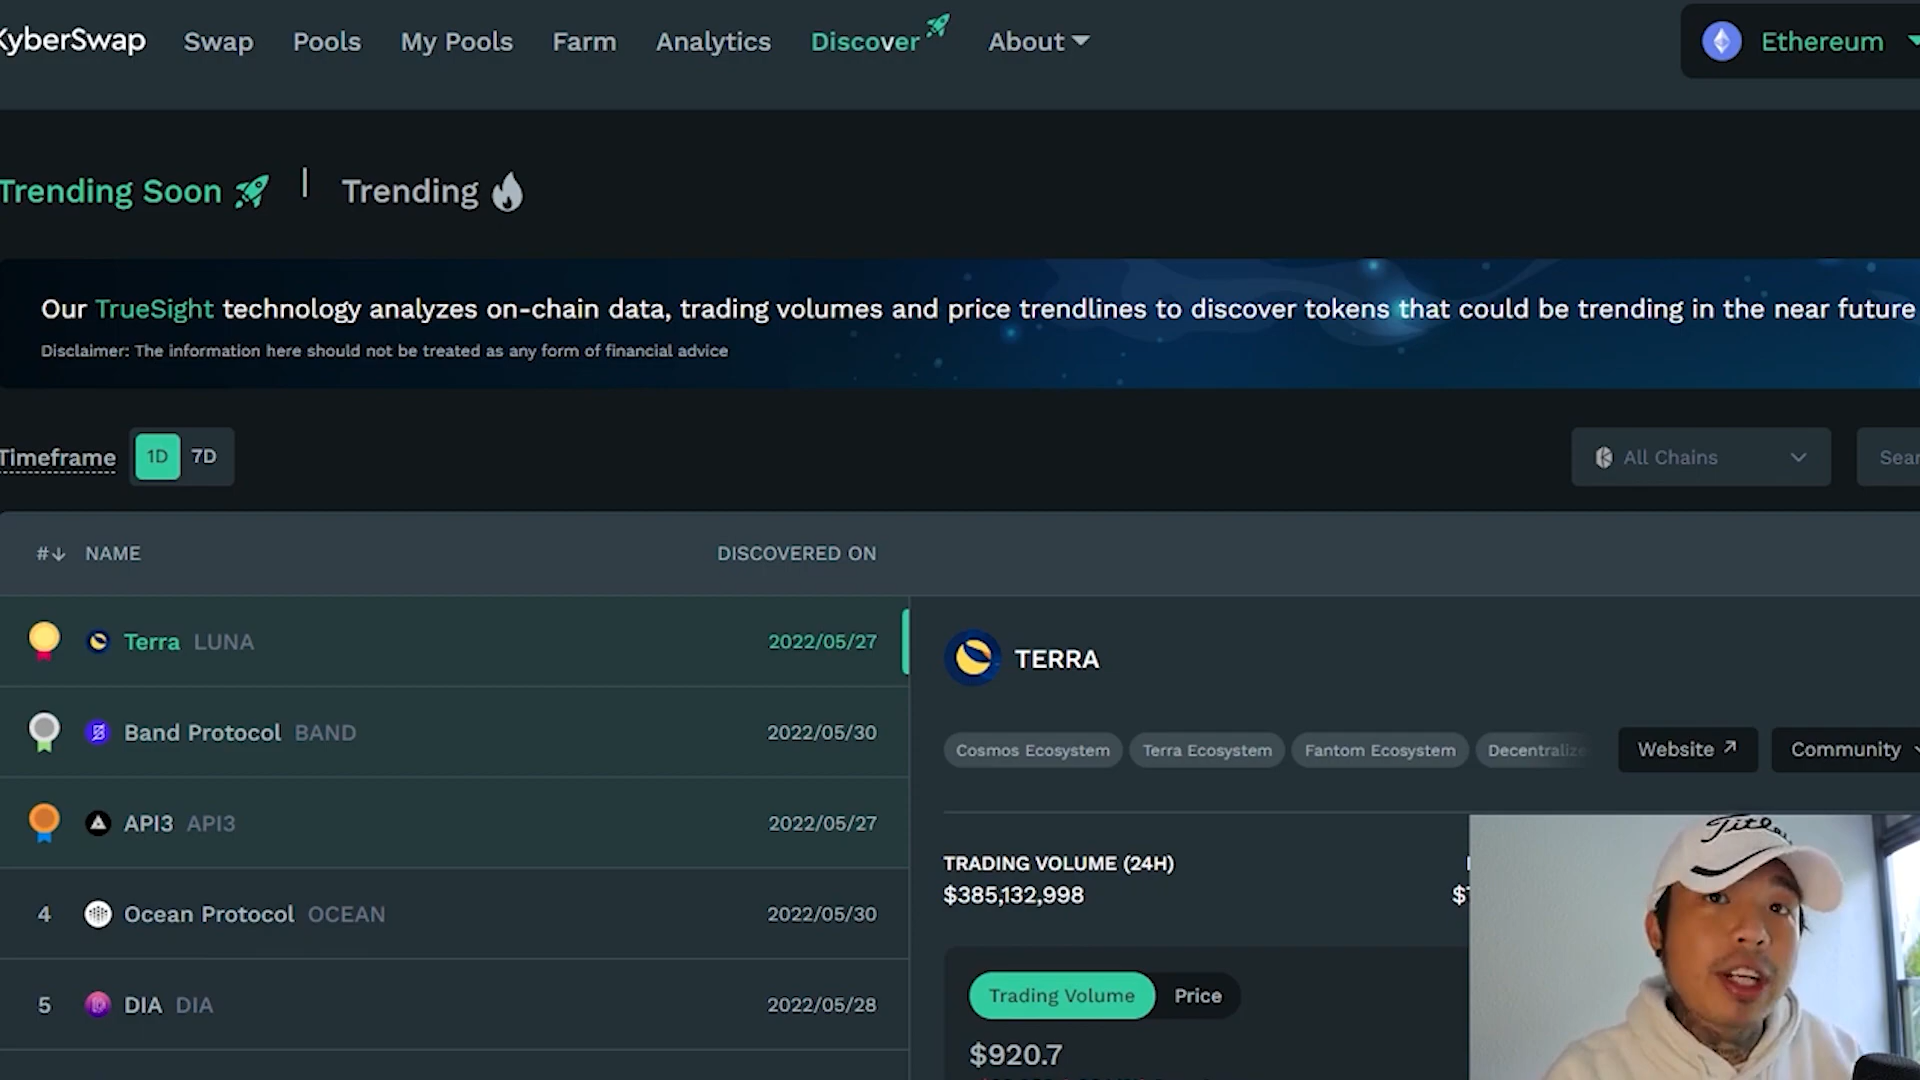 KyberSwap Swap Pools My Pools Farm Analytics Discover About Ethereum
Trending Soon | Trending
Our TrueSight technology analyzes on-chain data, trading volumes and price trendlines to discover tokens that could be trending in the near future
Disclaimer: The information here should not be treated as any form of financial advice
Timeframe 1D 7D All Chains
#↓ NAME DISCOVERED ON
Terra LUNA 2022/05/27
TERRA
Band Protocol BAND 2022/05/30
Cosmos Ecosystem Terra Ecosystem Fantom Ecosystem Website ↗ Community
API3 API3 2022/05/27
TRADING VOLUME (24H)
$385,132,998
4 Ocean Protocol OCEAN 2022/05/30
5 DIA DIA 2022/05/28
Trading Volume Price
$920.7